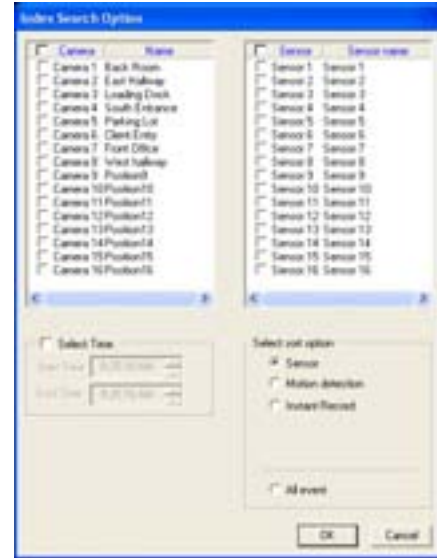 Index Search Option
Camera Name
Camera 1 Back Room
Camera 2 East Hallway
Camera 3 Loading Dock
Camera 4 South Entrance
Camera 5 Parking Lot
Camera 6 Client Entry
Camera 7 Front Office
Camera 8 West hallway
Camera 9 Position9
Camera 10 Position10
Camera 11 Position11
Camera 12 Position12
Camera 13 Position13
Camera 14 Position14
Camera 15 Position15
Camera 16 Position16
Sensor Sensor name
Sensor 1 Sensor 1
Sensor 2 Sensor 2
Sensor 3 Sensor 3
Sensor 4 Sensor 4
Sensor 5 Sensor 5
Sensor 6 Sensor 6
Sensor 7 Sensor 7
Sensor 8 Sensor 8
Sensor 9 Sensor 9
Sensor 10 Sensor 10
Sensor 11 Sensor 11
Sensor 12 Sensor 12
Sensor 13 Sensor 13
Sensor 14 Sensor 14
Sensor 15 Sensor 15
Sensor 16 Sensor 16
Select Time
Start Time
End Time
Select sort option
Sensor
Motion detection
Instant Record
All event
OK Cancel